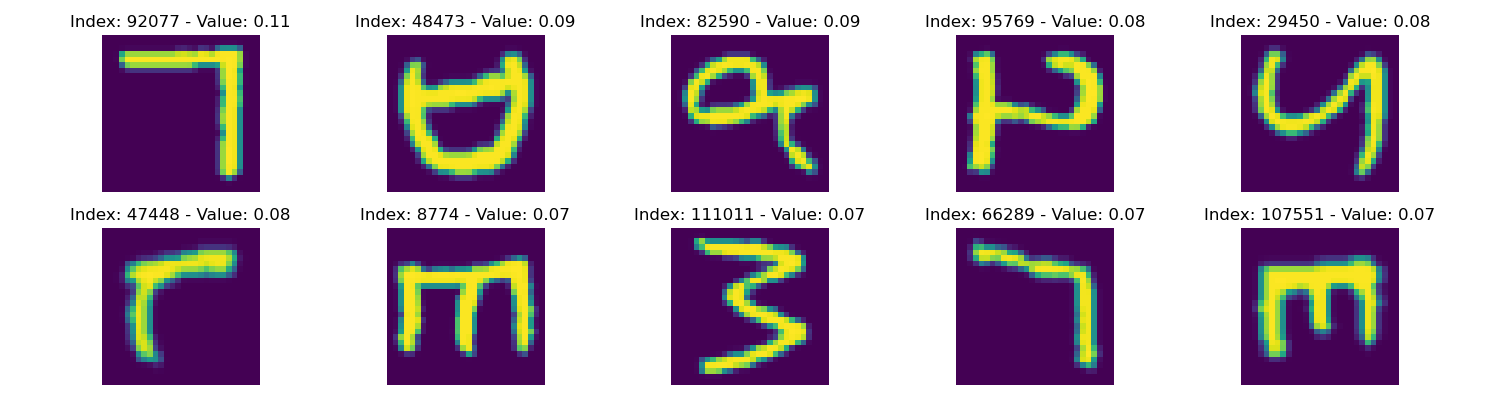 Index: 92077 - Value: 0.11
Index: 48473 - Value: 0.09
Index: 82590 - Value: 0.09
Index: 95769 - Value: 0.08
Index: 29450 - Value: 0.08
Index: 47448 - Value: 0.08
Index: 8774 - Value: 0.07
Index: 111011 - Value: 0.07
Index: 66289 - Value: 0.07
Index: 107551 - Value: 0.07